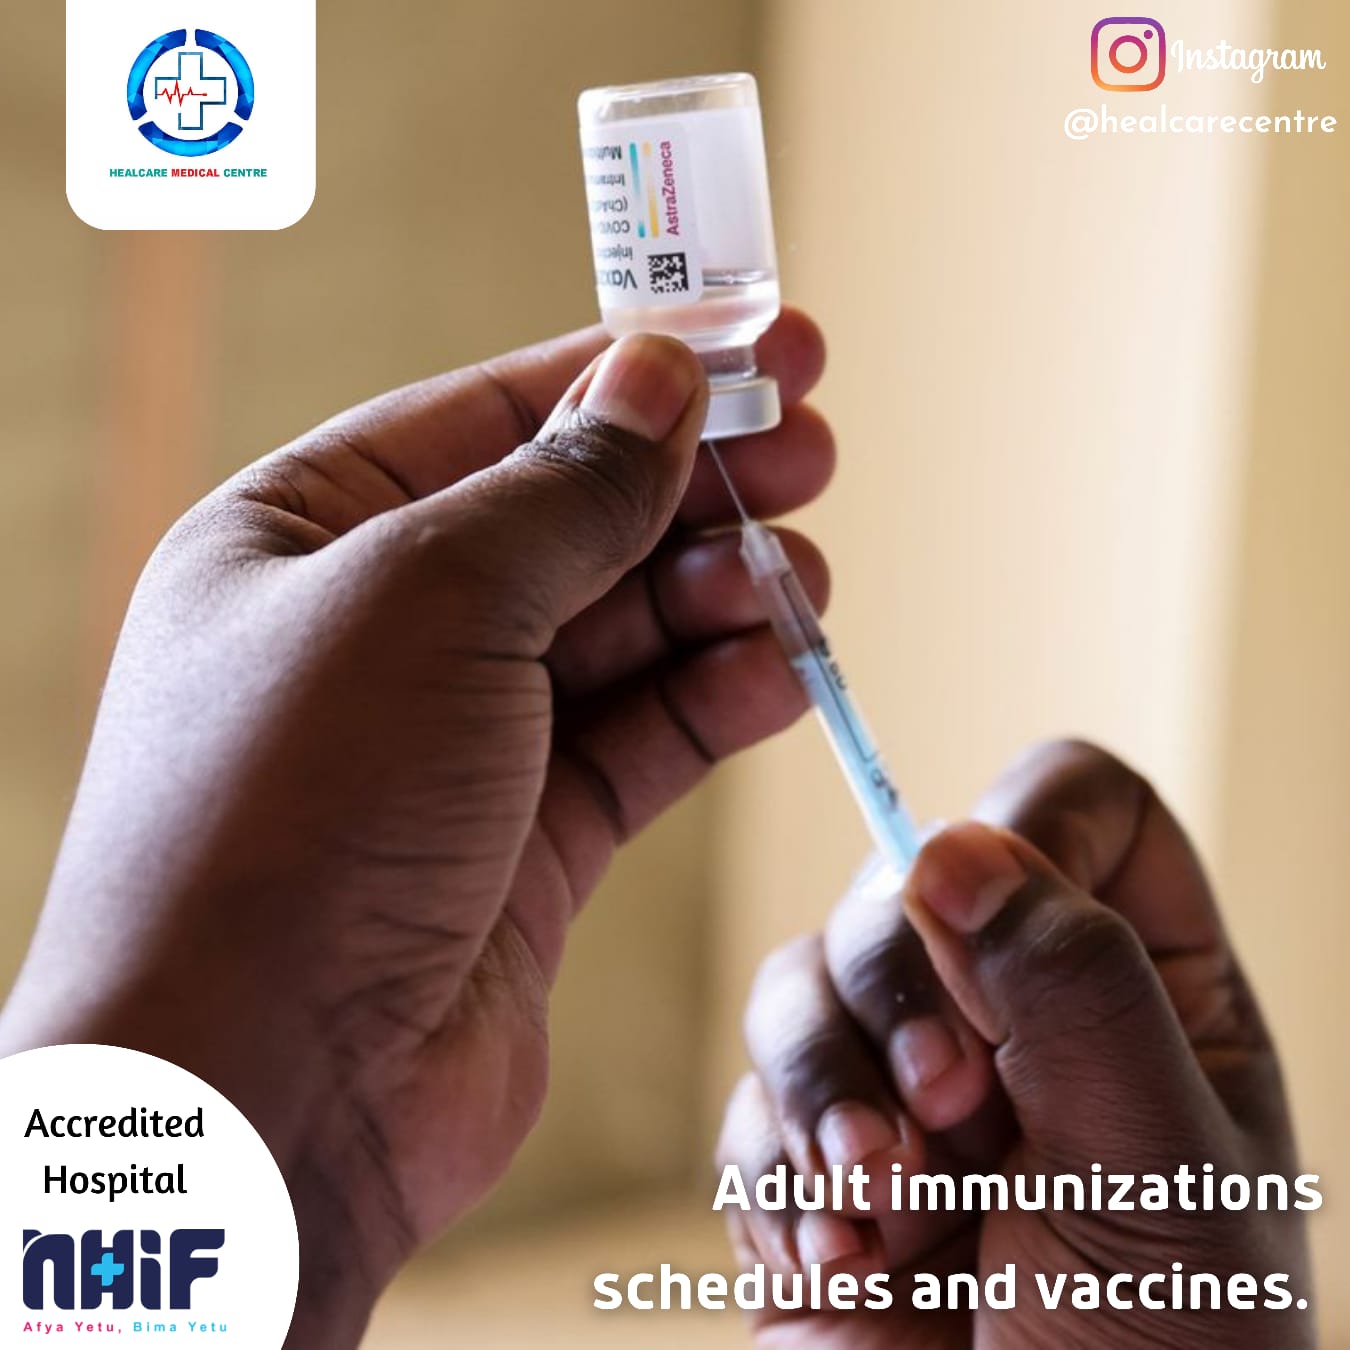 HEALCARE MEDICAL CENTRE
Instagram
@healcarecentre
AstraZeneca
Accredited
Hospital
NHiF
Afya Yetu, Bima Yetu
Adult immunizations
schedules and vaccines.